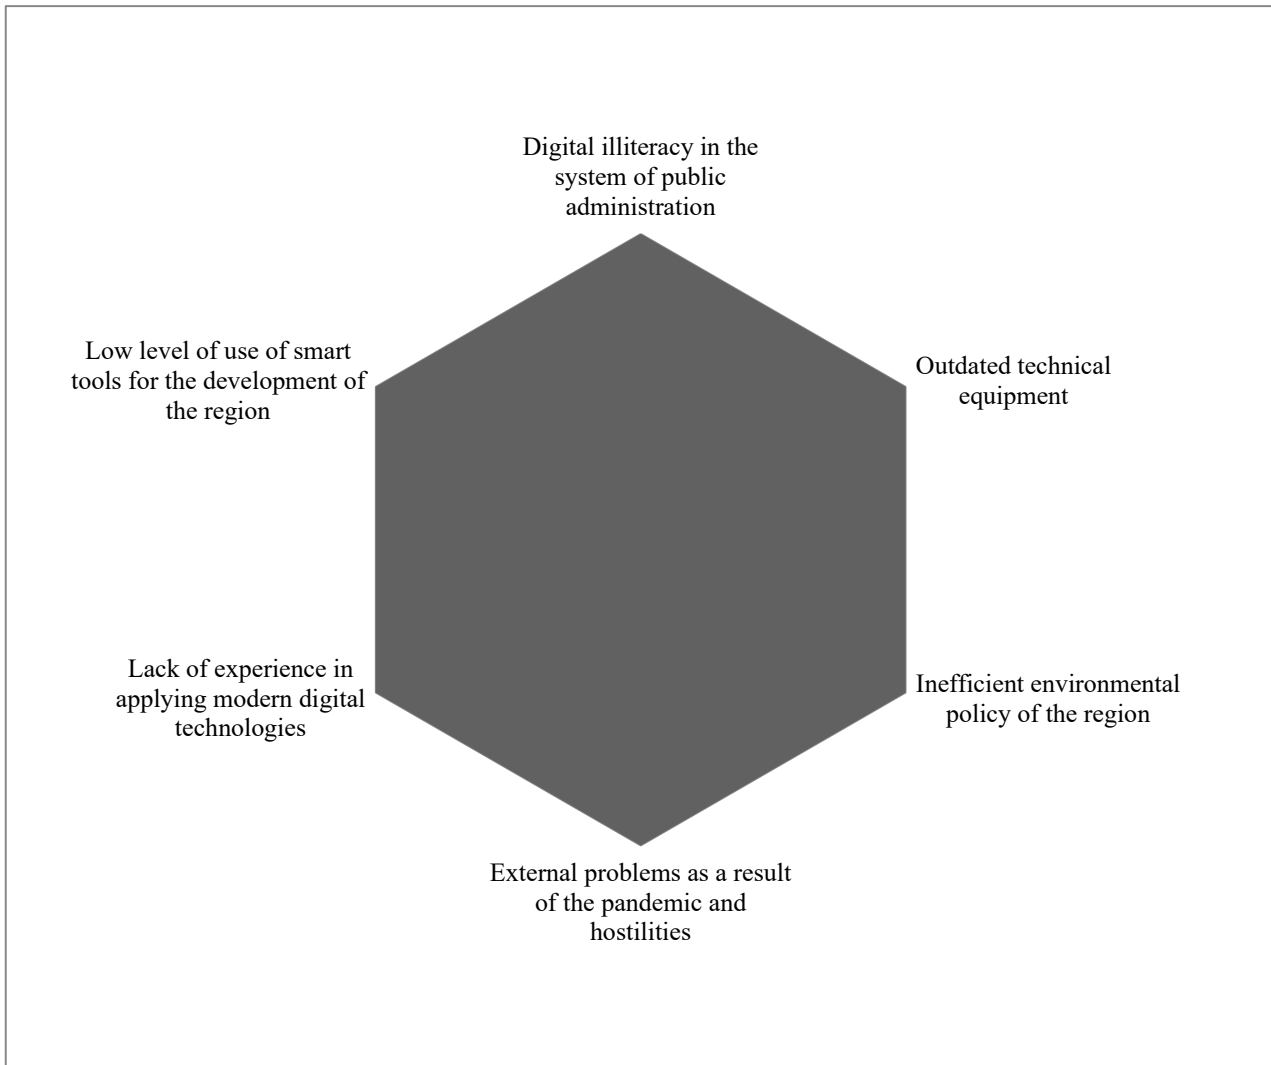 Digital illiteracy in the
system of public
administration
Low level of use of smart
tools for the development of
the region
Outdated technical
equipment
Lack of experience in
applying modern digital
technologies
Inefficient environmental
policy of the region
External problems as a result
of the pandemic and
hostilities